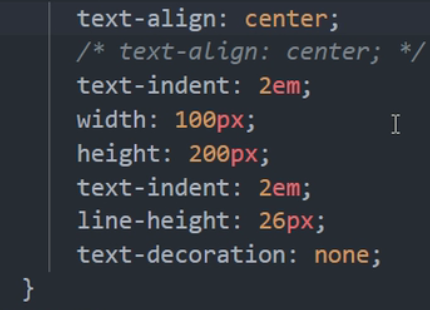 text-align: center;
/* text-align: center; */
text-indent: 2em;
width: 100px;
height: 200px;
text-indent: 2em;
line-height: 26px;
text-decoration: none;
}